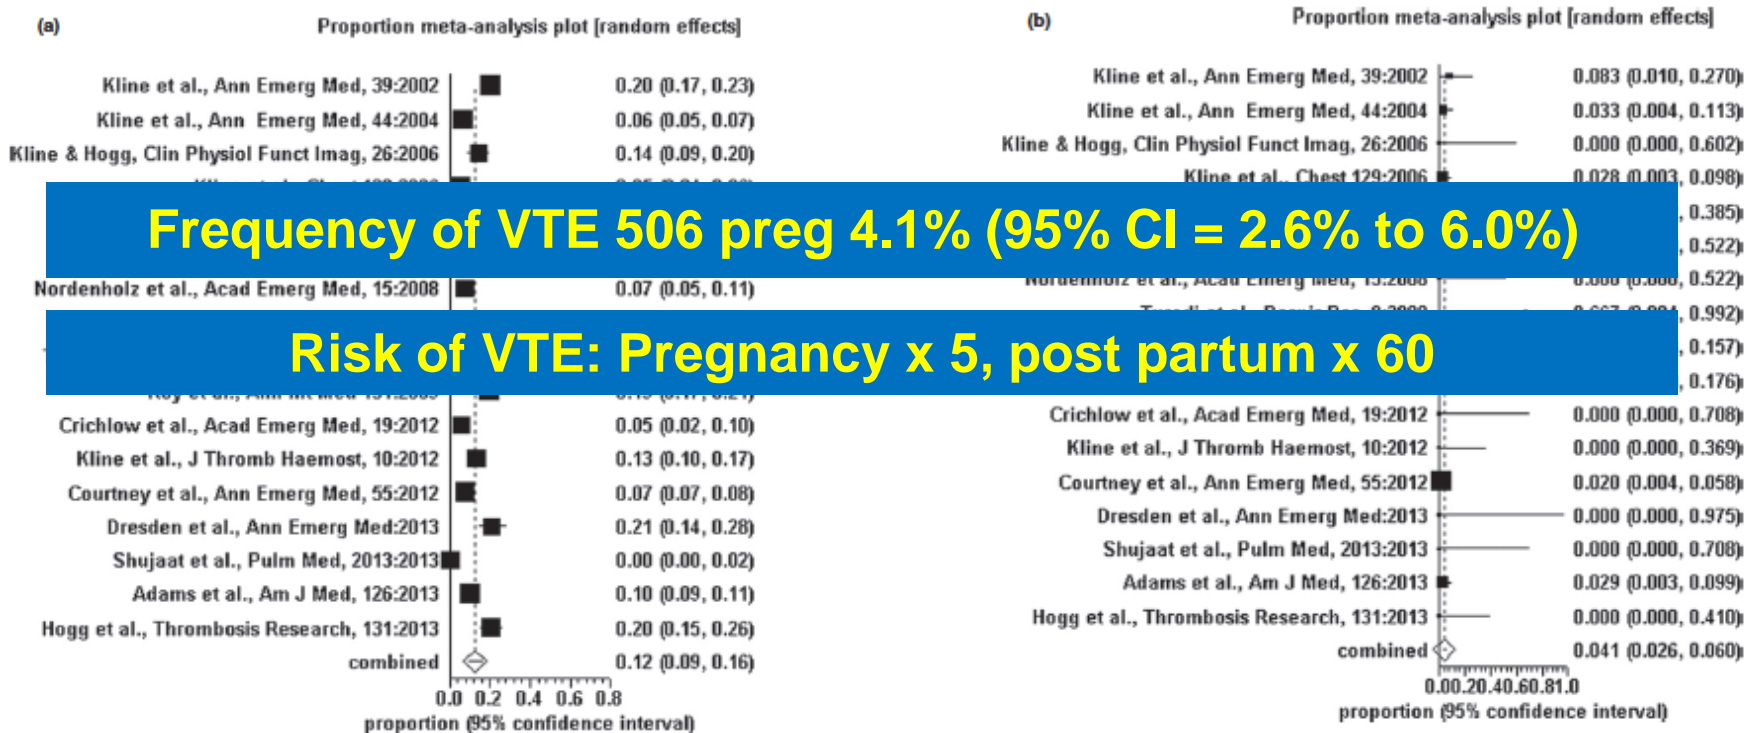 (a)
Proportion meta-analysis plot [random effects]
Kline et al., Ann Emerg Med, 39:2002 0.20 (0.17, 0.23)
Kline et al., Ann Emerg Med, 44:2004 0.06 (0.05, 0.07)
Kline & Hogg, Clin Physiol Funct Imag, 26:2006 0.14 (0.09, 0.20)
Nordenholz et al., Acad Emerg Med, 15:2008 0.07 (0.05, 0.11)
Crichlow et al., Acad Emerg Med, 19:2012 0.05 (0.02, 0.10)
Kline et al., J Thromb Haemost, 10:2012 0.13 (0.10, 0.17)
Courtney et al., Ann Emerg Med, 55:2012 0.07 (0.07, 0.08)
Dresden et al., Ann Emerg Med:2013 0.21 (0.14, 0.28)
Shujaat et al., Pulm Med, 2013:2013 0.00 (0.00, 0.02)
Adams et al., Am J Med, 126:2013 0.10 (0.09, 0.11)
Hogg et al., Thrombosis Research, 131:2013 0.20 (0.15, 0.26)
combined 0.12 (0.09, 0.16)
0.0 0.2 0.4 0.6 0.8
proportion (95% confidence interval)
(b)
Proportion meta-analysis plot [random effects]
Kline et al., Ann Emerg Med, 39:2002 0.083 (0.010, 0.270)
Kline et al., Ann Emerg Med, 44:2004 0.033 (0.004, 0.113)
Kline & Hogg, Clin Physiol Funct Imag, 26:2006 0.000 (0.000, 0.602)
Kline et al., Chest 129:2006 0.028 (0.003, 0.098)
, 0.385)
, 0.522)
Nordenholz et al., Acad Emerg Med, 15:2008 0.000 (0.000, 0.522)
, 0.992)
, 0.157)
, 0.176)
Crichlow et al., Acad Emerg Med, 19:2012 0.000 (0.000, 0.708)
Kline et al., J Thromb Haemost, 10:2012 0.000 (0.000, 0.369)
Courtney et al., Ann Emerg Med, 55:2012 0.020 (0.004, 0.058)
Dresden et al., Ann Emerg Med:2013 0.000 (0.000, 0.975)
Shujaat et al., Pulm Med, 2013:2013 0.000 (0.000, 0.708)
Adams et al., Am J Med, 126:2013 0.029 (0.003, 0.099)
Hogg et al., Thrombosis Research, 131:2013 0.000 (0.000, 0.410)
combined 0.041 (0.026, 0.060)
0.00.20.40.60.81.0
proportion (95% confidence interval)
Frequency of VTE 506 preg 4.1% (95% CI = 2.6% to 6.0%)
Risk of VTE: Pregnancy x 5, post partum x 60